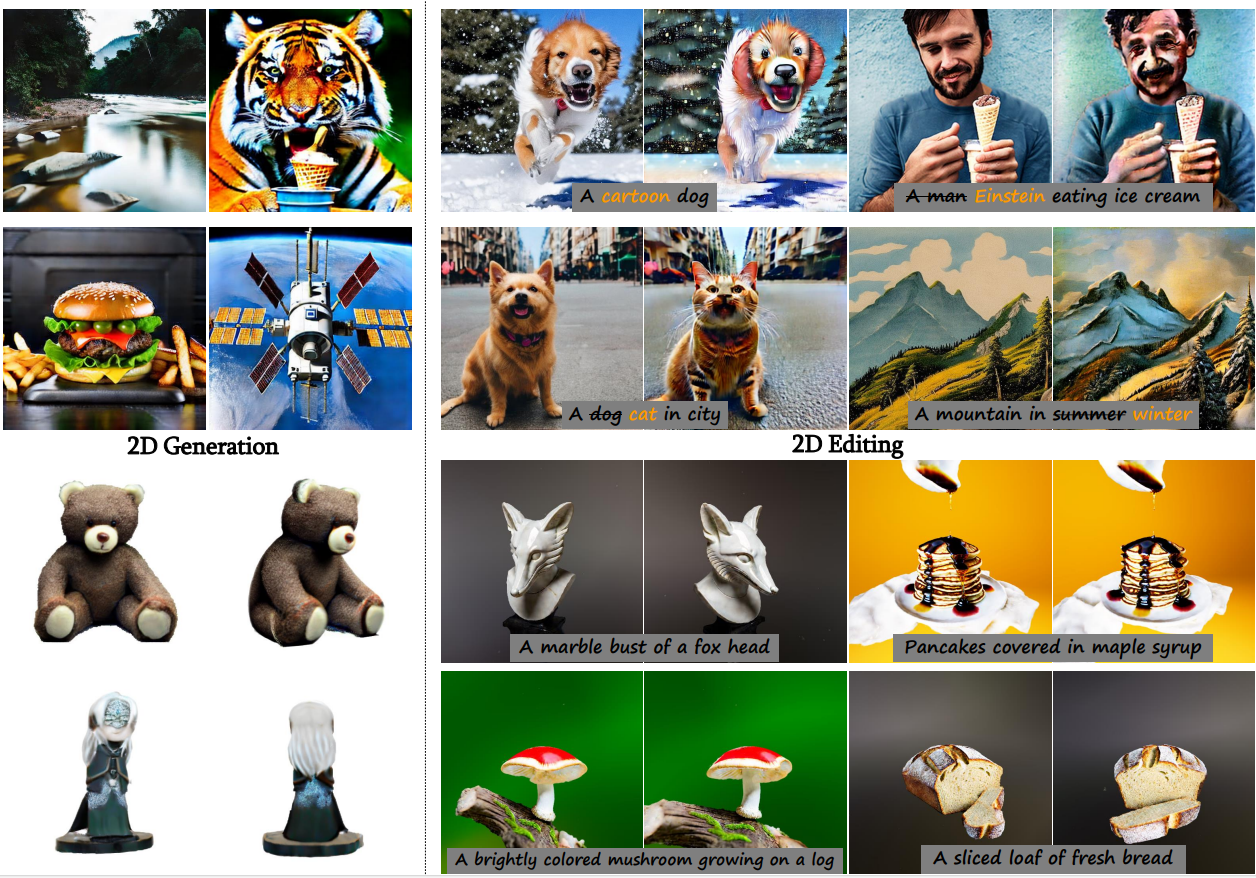 A cartoon dog
A man Einstein eating ice cream
A dog cat in city
A mountain in summer winter
2D Generation
2D Editing
A marble bust of a fox head
Pancakes covered in maple syrup
A brightly colored mushroom growing on a log
A sliced loaf of fresh bread